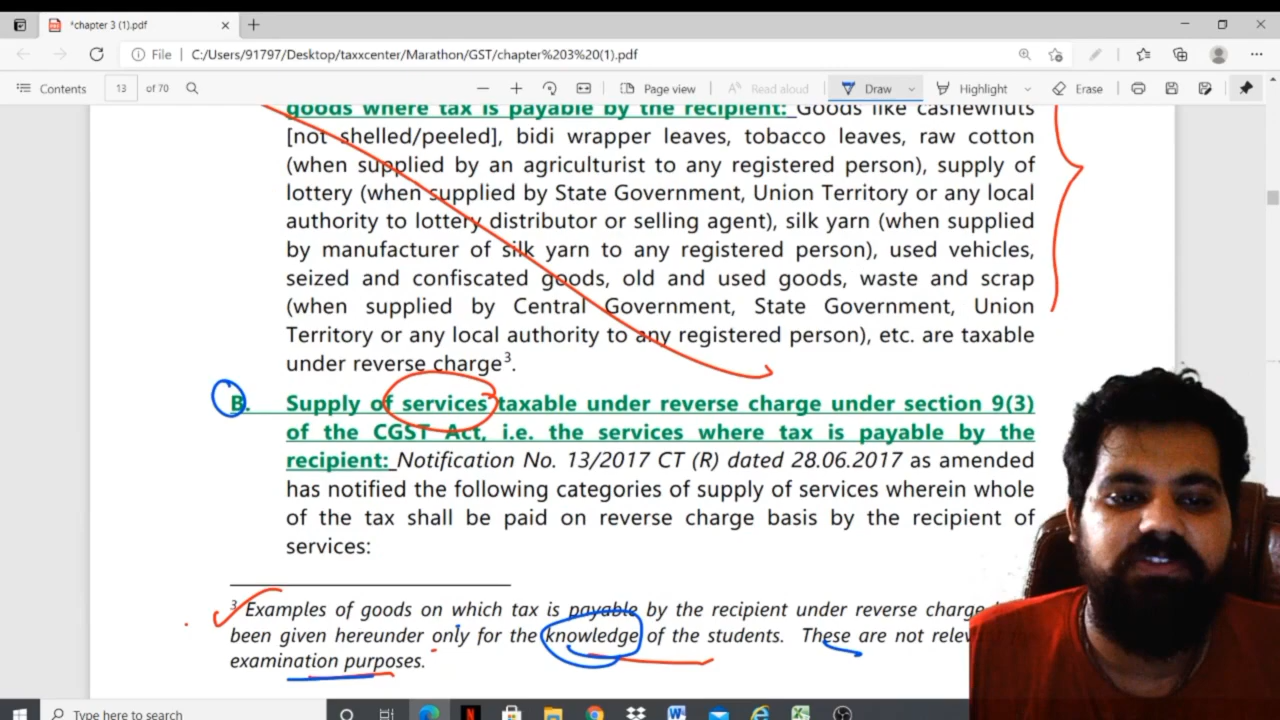 *chapter 3 (1).pdf
File C:/Users/91797/Desktop/taxxcenter/Marathon/GST/chapter%203%20(1).pdf
Contents 13 of 70 Page view Read aloud Draw Highlight Erase
goods where tax is payable by the recipient: Goods like cashewnuts
[not shelled/peeled], bidi wrapper leaves, tobacco leaves, raw cotton
(when supplied by an agriculturist to any registered person), supply of
lottery (when supplied by State Government, Union Territory or any local
authority to lottery distributor or selling agent), silk yarn (when supplied
by manufacturer of silk yarn to any registered person), used vehicles,
seized and confiscated goods, old and used goods, waste and scrap
(when supplied by Central Government, State Government, Union
Territory or any local authority to any registered person), etc. are taxable
under reverse charge3.
B. Supply of services taxable under reverse charge under section 9(3)
of the CGST Act, i.e. the services where tax is payable by the
recipient: Notification No. 13/2017 CT (R) dated 28.06.2017 as amended
has notified the following categories of supply of services wherein whole
of the tax shall be paid on reverse charge basis by the recipient of
services:
3 Examples of goods on which tax is payable by the recipient under reverse charge
been given hereunder only for the knowledge of the students. These are not
examination purposes.
Type here to search